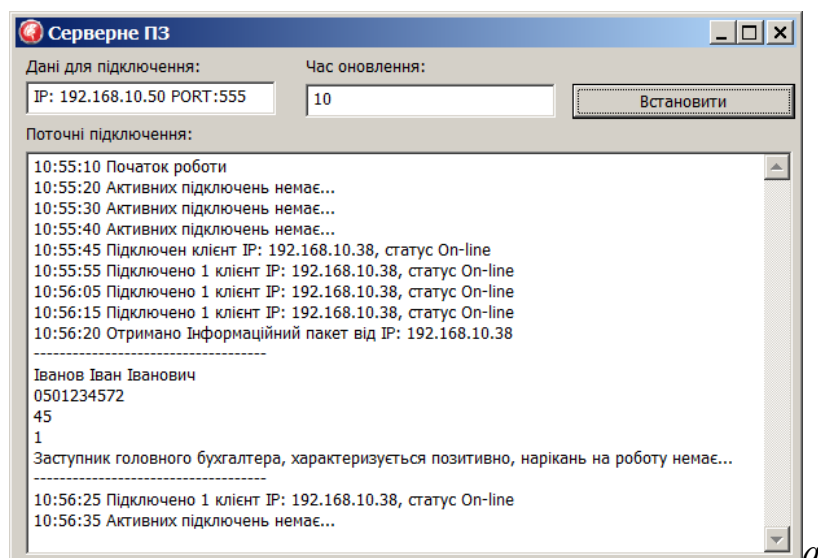 Серверне ПЗ
Дані для підключення:
Час оновлення:
IP: 192.168.10.50 PORT:555
10
Встановити
Поточні підключення:
10:55:10 Початок роботи
10:55:20 Активних підключень немає...
10:55:30 Активних підключень немає...
10:55:40 Активних підключень немає...
10:55:45 Підключен клієнт IP: 192.168.10.38, статус On-line
10:55:55 Підключено 1 клієнт IP: 192.168.10.38, статус On-line
10:56:05 Підключено 1 клієнт IP: 192.168.10.38, статус On-line
10:56:15 Підключено 1 клієнт IP: 192.168.10.38, статус On-line
10:56:20 Отримано Інформаційний пакет від IP: 192.168.10.38
------------------------------------
Іванов Іван Іванович
0501234572
45
1
Заступник головного бухгалтера, характеризується позитивно, нарікань на роботу немає...
------------------------------------
10:56:25 Підключено 1 клієнт IP: 192.168.10.38, статус On-line
10:56:35 Активних підключень немає...